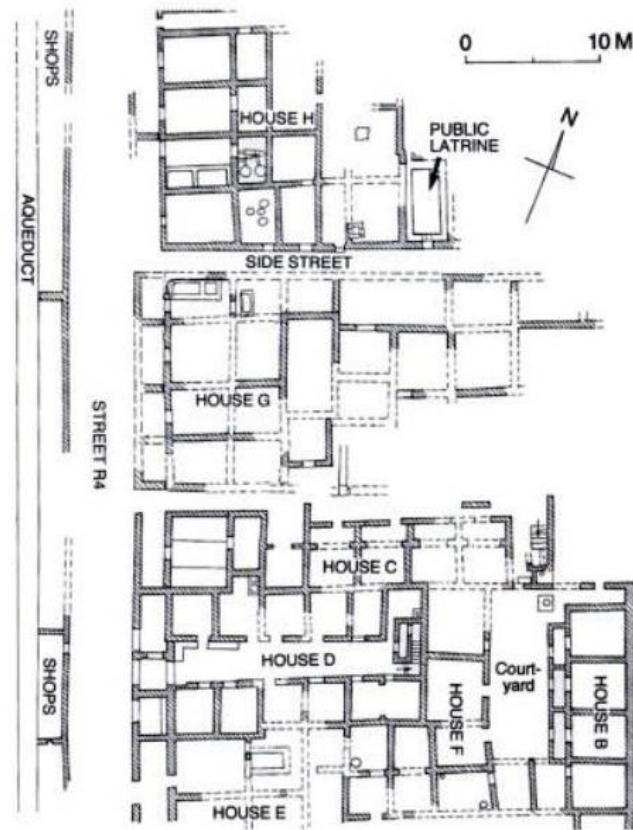 SHOPS
0 10 M
HOUSE H
PUBLIC
LATRINE
N
AQUEDUCT
SIDE STREET
HOUSE G
STREET R4
HOUSE C
HOUSE D
SHOPS
HOUSE F
Court-
yard
HOUSE B
HOUSE E